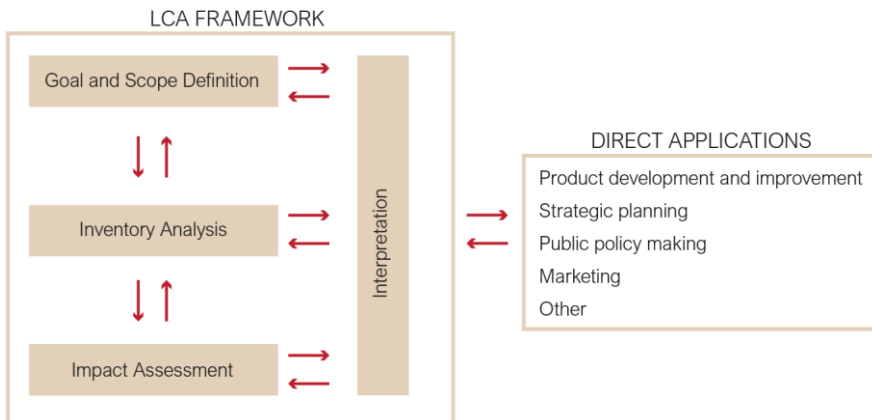 LCA FRAMEWORK
Goal and Scope Definition
Inventory Analysis
Impact Assessment
Interpretation
DIRECT APPLICATIONS
Product development and improvement
Strategic planning
Public policy making
Marketing
Other